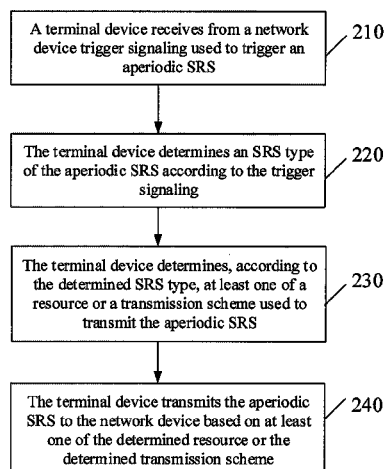 A terminal device receives from a network
device trigger signaling used to trigger an
aperiodic SRS
210
The terminal device determines an SRS type
of the aperiodic SRS according to the trigger
signaling
220
The terminal device determines, according to
the determined SRS type, at least one of a
resource or a transmission scheme used to
transmit the aperiodic SRS
230
The terminal device transmits the aperiodic
SRS to the network device based on at least
one of the determined resource or the
determined transmission scheme
240